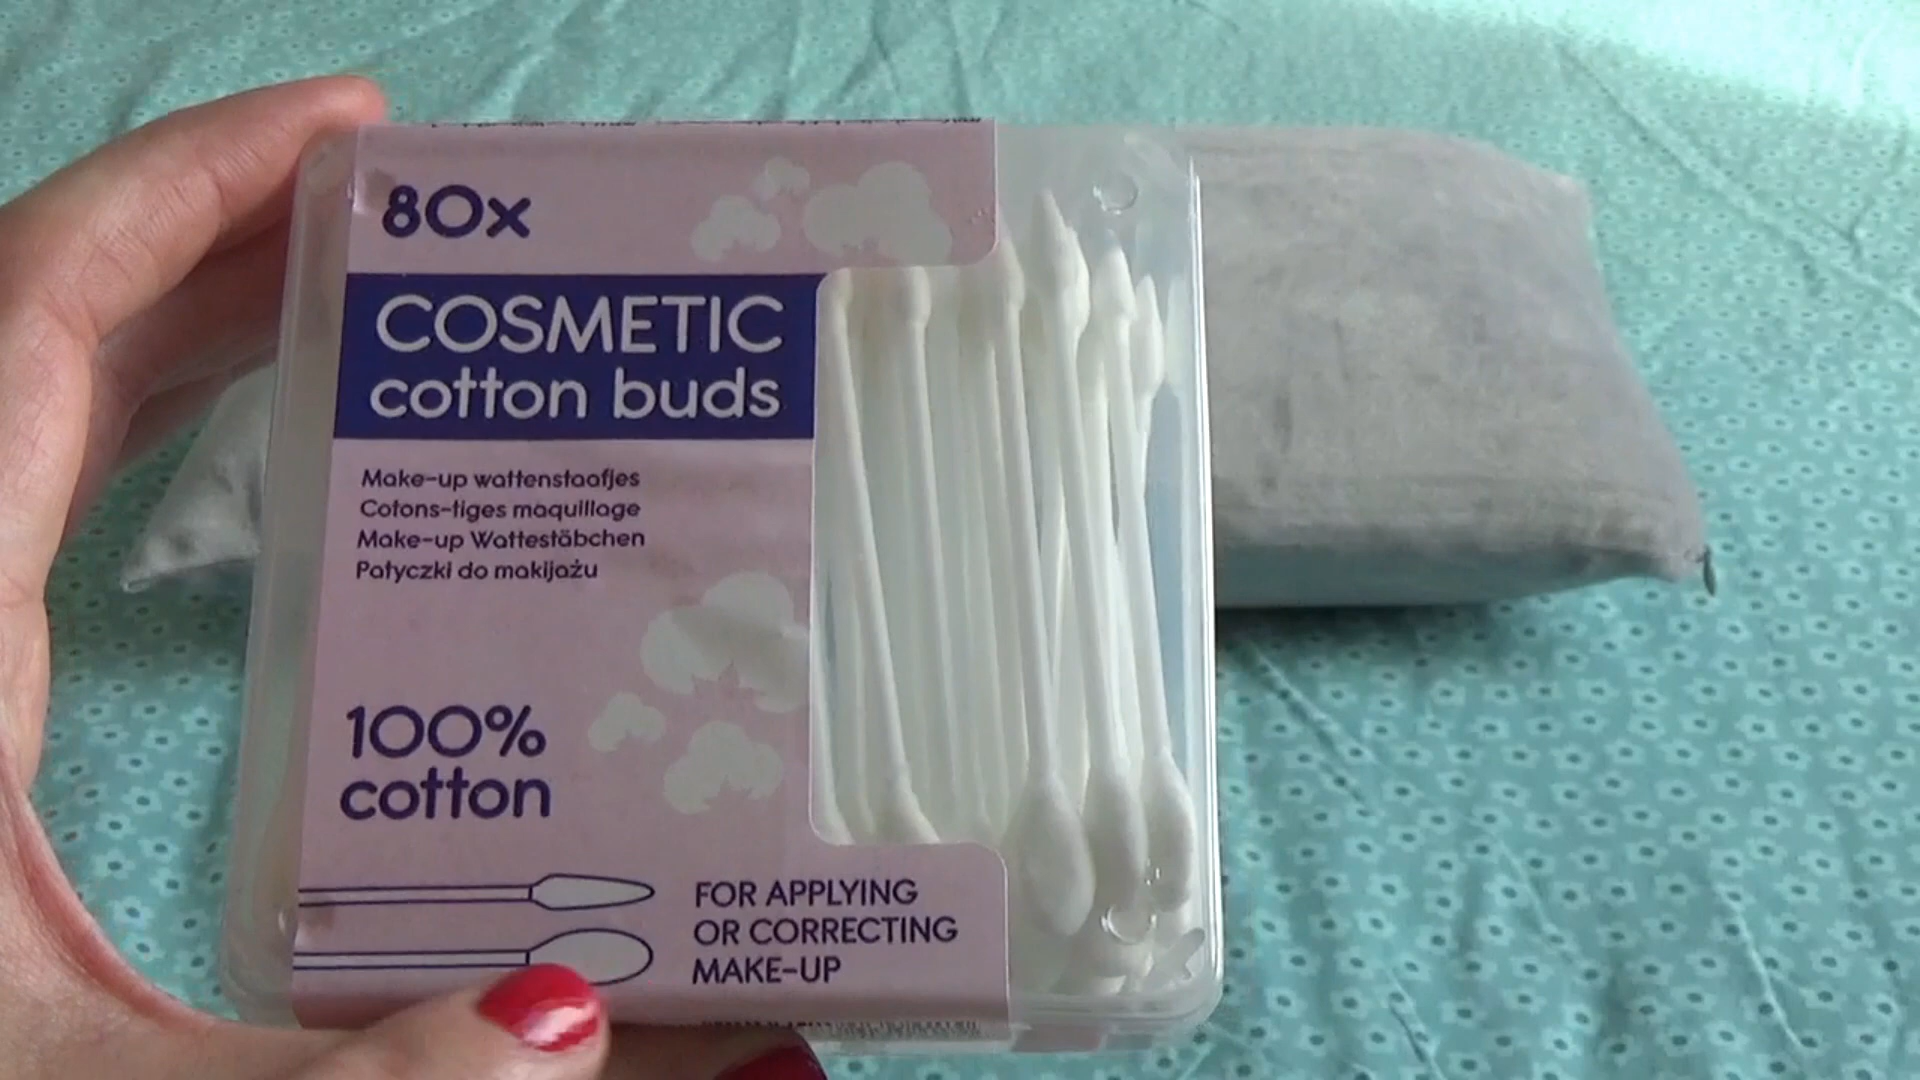 80x
COSMETIC
cotton buds
Make-up wattenstaafjes
Cotons-tiges maquillage
Make-up Wattestäbchen
Patyczki do makijażu
100%
cotton
FOR APPLYING
OR CORRECTING
MAKE-UP